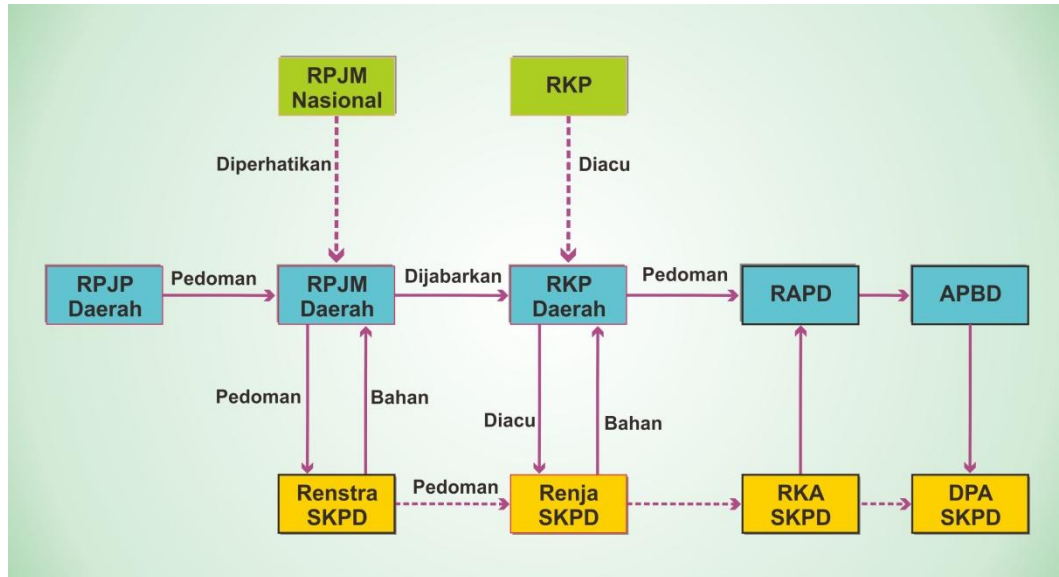 RPJM
Nasional
RKP
Diperhatikan
Diacu
RPJP
Daerah
Pedoman
RPJM
Daerah
Dijabarkan
RKP
Daerah
Pedoman
RAPD
APBD
Pedoman
Bahan
Diacu
Bahan
Renstra
SKPD
Pedoman
Renja
SKPD
RKA
SKPD
DPA
SKPD